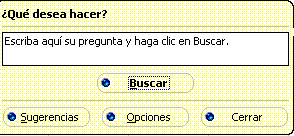 ¿Qué desea hacer?
Escriba aquí su pregunta y haga clic en Buscar.
Buscar
Sugerencias Opciones Cerrar